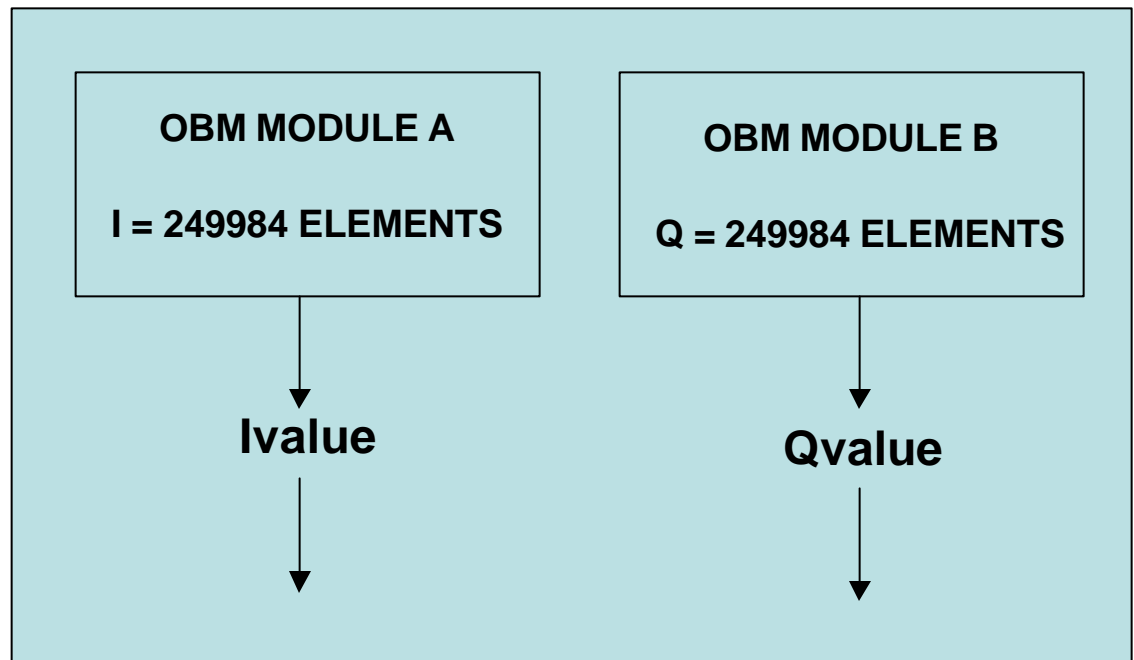 OBM MODULE A
I = 249984 ELEMENTS
Ivalue
OBM MODULE B
Q = 249984 ELEMENTS
Qvalue